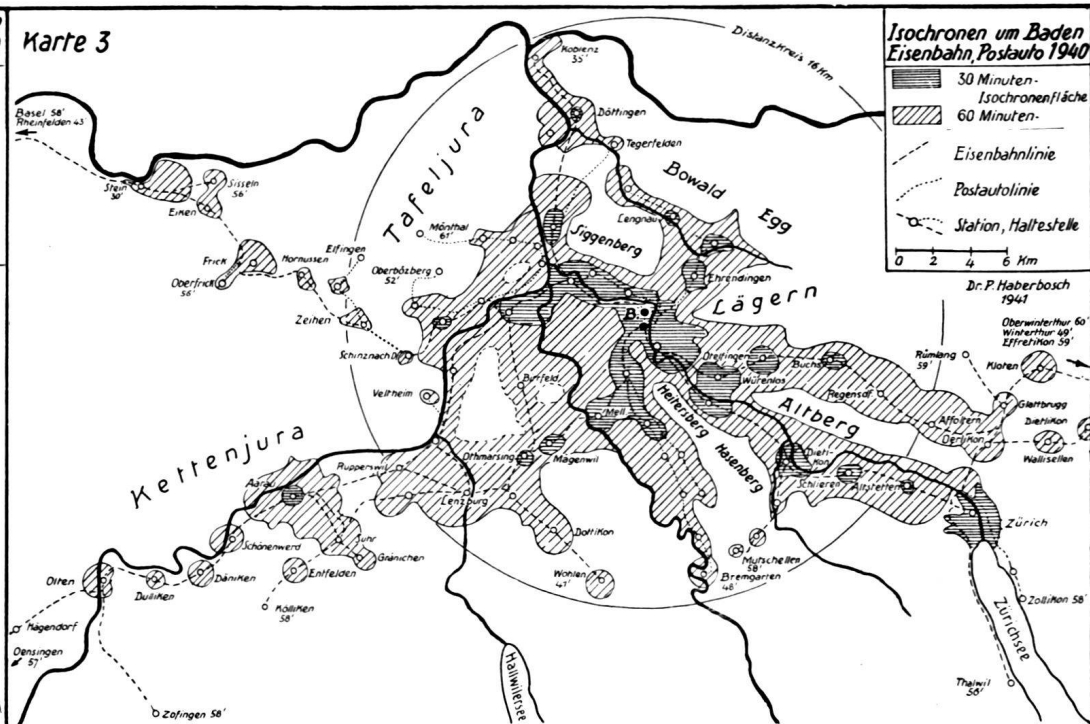 Karte 3
Isochronen um Baden
Eisenbahn, Postauto 1940
30 Minuten-
Isochronenfläche
60 Minuten-
Eisenbahnlinie
Postautolinie
Station, Haltestelle
0 2 4 6 Km
Dr. P. Haberbosch
1941
Distanzkreis 16 Km
Koblenz
35'
Döttingen
Tegerfelden
Bowald
Egg
Lengnau
Siggenberg
Ehrendingen
Lägern
Tafeljura
Basel 58'
Rheinfelden 43'
Stein
30'
Sisseln
56'
Eiken
Frick
Oberfrick
56'
Hornussen
Elfingen
Zeihen
Mönthal
61'
Oberbözberg
52'
Schinznach D.
Veltheim
Birrfeld
B.
Otelfingen
Würenlos
Buchs
Regensdf.
Affoltern
Oerlikon
Rümlang
59'
Kloten
Glattbrugg
Dietlikon
Wallisellen
Oberwinterthur 60'
Winterthur 49'
Effretikon 59'
Altberg
Heitersberg
Hasenberg
Mell.
Mägenwil
Othmarsing.
Dieti-
kon
Schlieren
Altstetten
Zürich
Zollikon 58'
Zürichsee
Thalwil
56'
Mutschellen
58'
Bremgarten
48'
Wohlen
47'
Dottikon
Lenzburg
Rupperswil
Kettenjura
Aarau
Suhr
Gränichen
Schönenwerd
Entfelden
Kölliken
58'
Däniken
Dulliken
Olten
Hägendorf
Oensingen
57'
Zofingen 58'
Hallwilersee